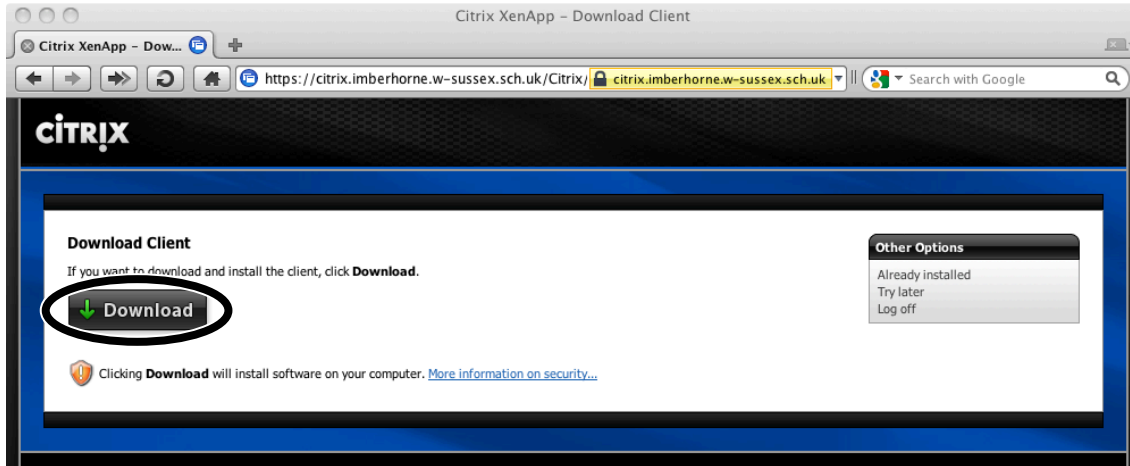 Citrix XenApp – Download Client
Citrix XenApp – Dow...
https://citrix.imberhorne.w-sussex.sch.uk/Citrix/ citrix.imberhorne.w-sussex.sch.uk Search with Google
CİTRỊX
Download Client
If you want to download and install the client, click Download.
Download
Clicking Download will install software on your computer. More information on security...
Other Options
Already installed
Try later
Log off